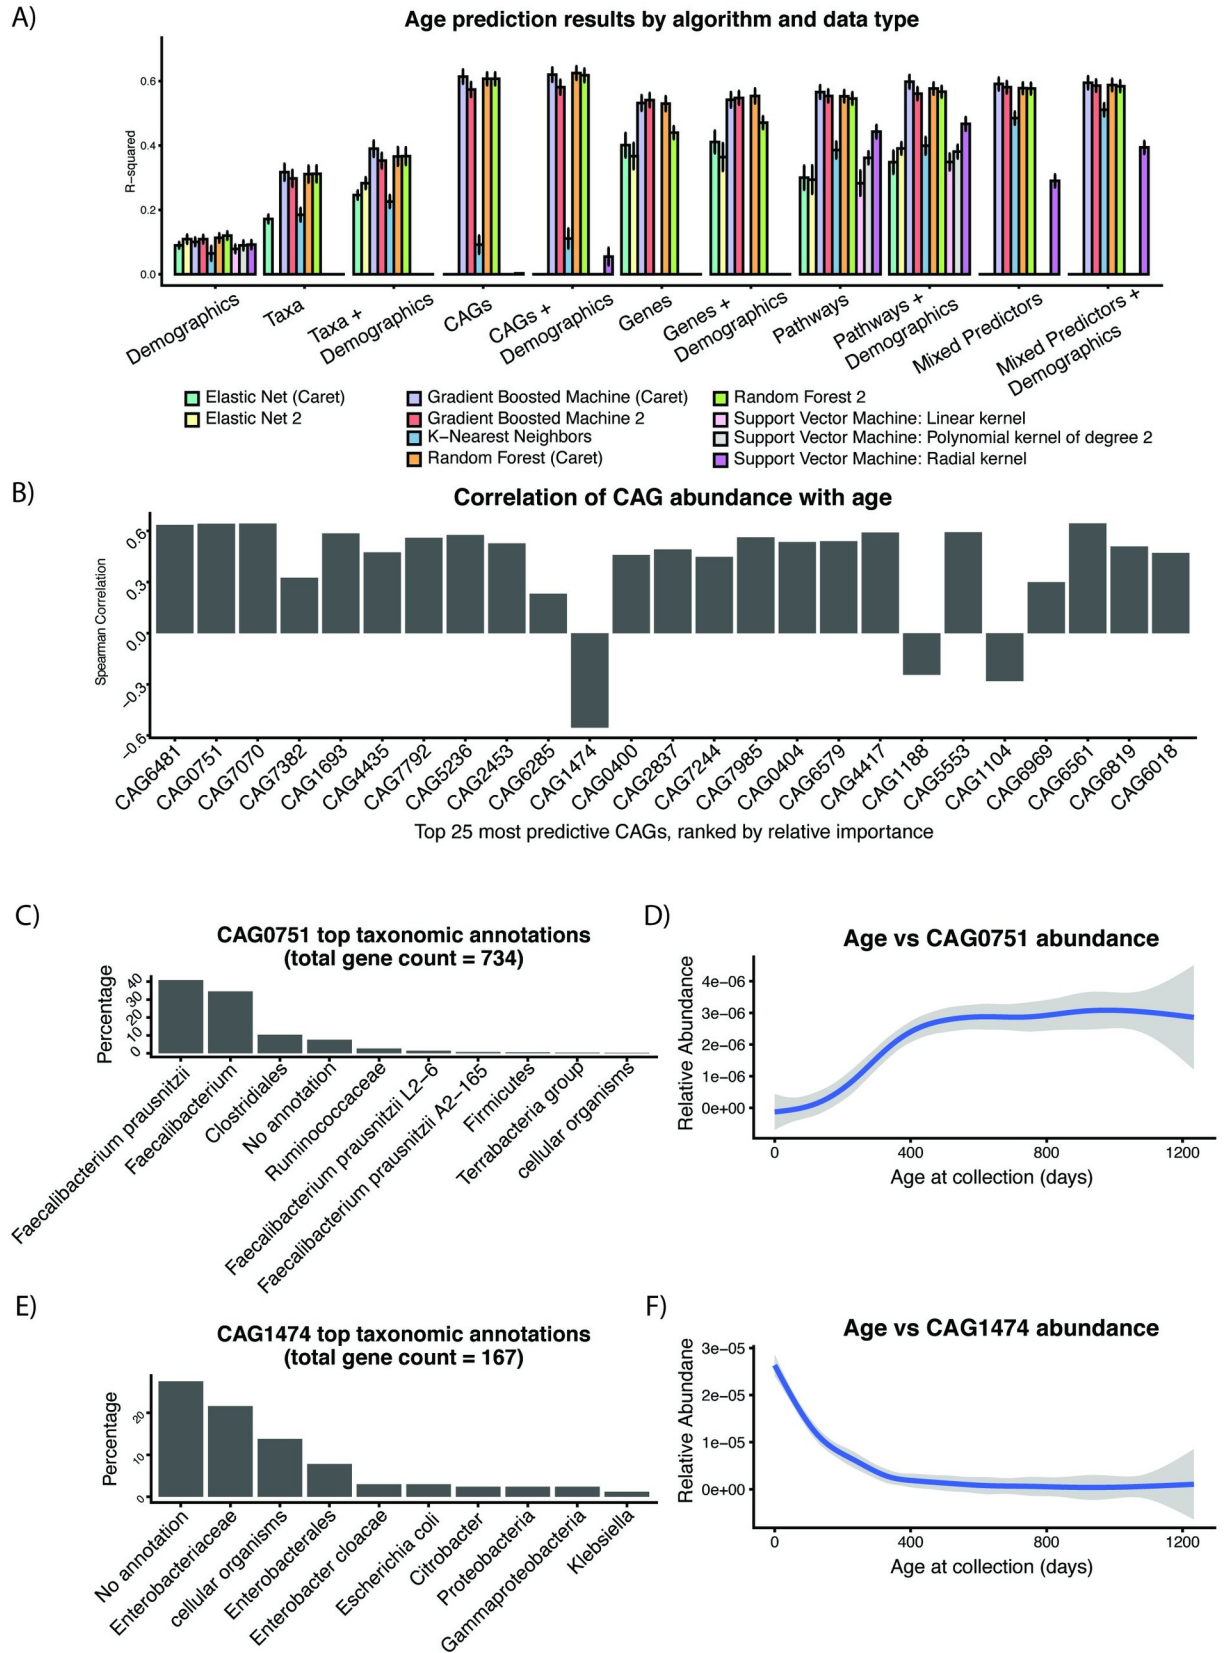 A)
Age prediction results by algorithm and data type
R-squared
0.6
0.4
0.2
0.0
Demographics
Taxa
Taxa +
Demographics
CAGs
CAGs +
Demographics
Genes
Genes +
Demographics
Pathways
Pathways +
Demographics
Mixed Predictors
Mixed Predictors +
Demographics
Elastic Net (Caret)
Elastic Net 2
Gradient Boosted Machine (Caret)
Gradient Boosted Machine 2
K-Nearest Neighbors
Random Forest (Caret)
Random Forest 2
Support Vector Machine: Linear kernel
Support Vector Machine: Polynomial kernel of degree 2
Support Vector Machine: Radial kernel
B)
Correlation of CAG abundance with age
Spearman Correlation
0.6
0.3
0.0
-0.3
-0.6
CAG6481
CAG0751
CAG7070
CAG7382
CAG1693
CAG4435
CAG7792
CAG5236
CAG2453
CAG6285
CAG1474
CAG0400
CAG2837
CAG7244
CAG7985
CAG0404
CAG6579
CAG4417
CAG1188
CAG5553
CAG1104
CAG6969
CAG6561
CAG6819
CAG6018
Top 25 most predictive CAGs, ranked by relative importance
C)
CAG0751 top taxonomic annotations
(total gene count = 734)
Percentage
40
30
20
10
0
Faecalibacterium prausnitzii
Faecalibacterium
Clostridiales
No annotation
Ruminococcaceae
Faecalibacterium prausnitzii L2-6
Faecalibacterium prausnitzii A2-165
Firmicutes
Terrabacteria group
cellular organisms
D)
Age vs CAG0751 abundance
Relative Abundance
4e-06
3e-06
2e-06
1e-06
0e+00
0
400
800
1200
Age at collection (days)
E)
CAG1474 top taxonomic annotations
(total gene count = 167)
Percentage
20
10
0
No annotation
Enterobacteriaceae
cellular organisms
Enterobacterales
Enterobacter cloacae
Escherichia coli
Citrobacter
Proteobacteria
Gammaproteobacteria
Klebsiella
F)
Age vs CAG1474 abundance
Relative Abundane
3e-05
2e-05
1e-05
0e+00
0
400
800
1200
Age at collection (days)